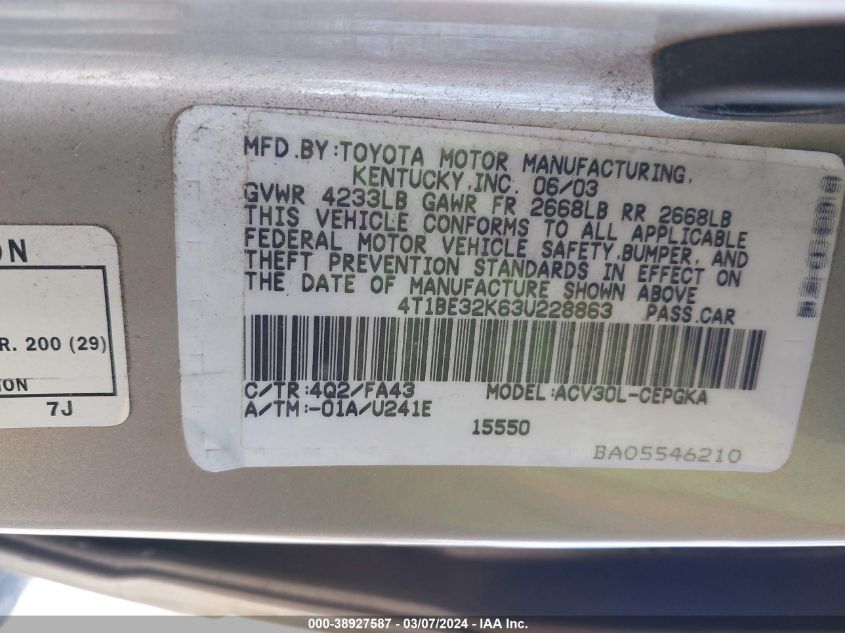 MFD.BY:TOYOTA MOTOR MANUFACTURING,
KENTUCKY,INC. 06/03
GVWR 4233LB GAWR FR 2668LB RR 2668LB
THIS VEHICLE CONFORMS TO ALL APPLICABLE
FEDERAL MOTOR VEHICLE SAFETY,BUMPER, AND
THEFT PREVENTION STANDARDS IN EFFECT ON
THE DATE OF MANUFACTURE SHOWN ABOVE
4T1BE32K63U228863 PASS.CAR
C/TR:4Q2/FA43 MODEL:ACV30L-CEPGKA
A/TM:-01A/U241E
15550
BA05546210
ON
R. 200 (29)
ION
7J
000-38927587 — 03/07/2024 — IAA Inc.